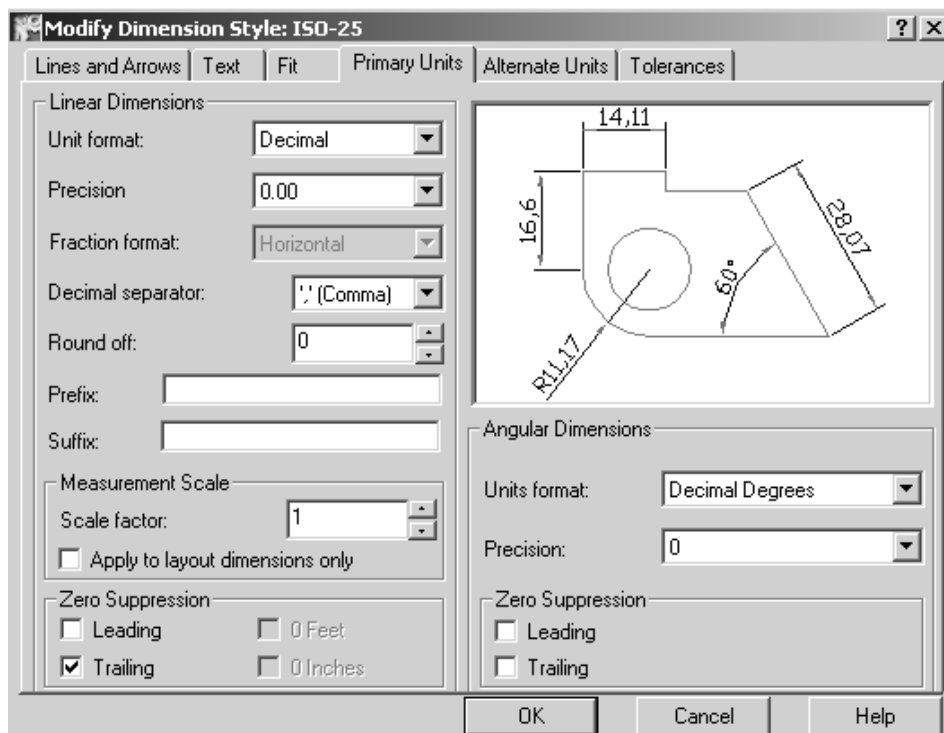 Modify Dimension Style: ISO-25
? X
Lines and Arrows Text Fit Primary Units Alternate Units Tolerances
Linear Dimensions
Unit format: Decimal
Precision 0.00
Fraction format: Horizontal
Decimal separator: ',' (Comma)
Round off: 0
Prefix:
Suffix:
Measurement Scale
Scale factor: 1
Apply to layout dimensions only
Zero Suppression
Leading 0 Feet
Trailing 0 Inches
14,11
16,6
28,07
60°
R11,17
Angular Dimensions
Units format: Decimal Degrees
Precision: 0
Zero Suppression
Leading
Trailing
OK Cancel Help